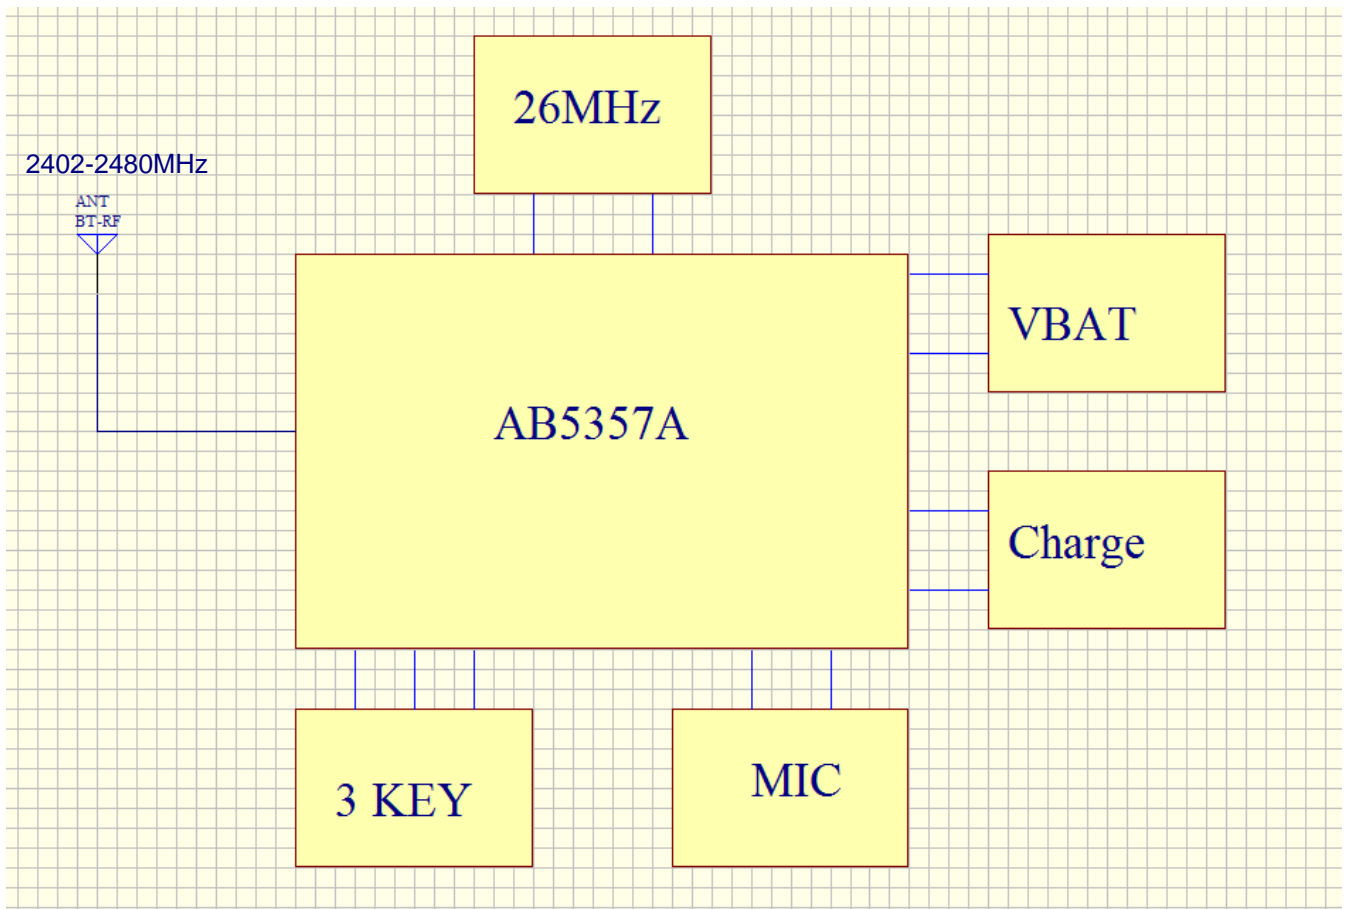 26MHz
2402-2480MHz
ANT
BT-RF
VBAT
AB5357A
Charge
3 KEY
MIC